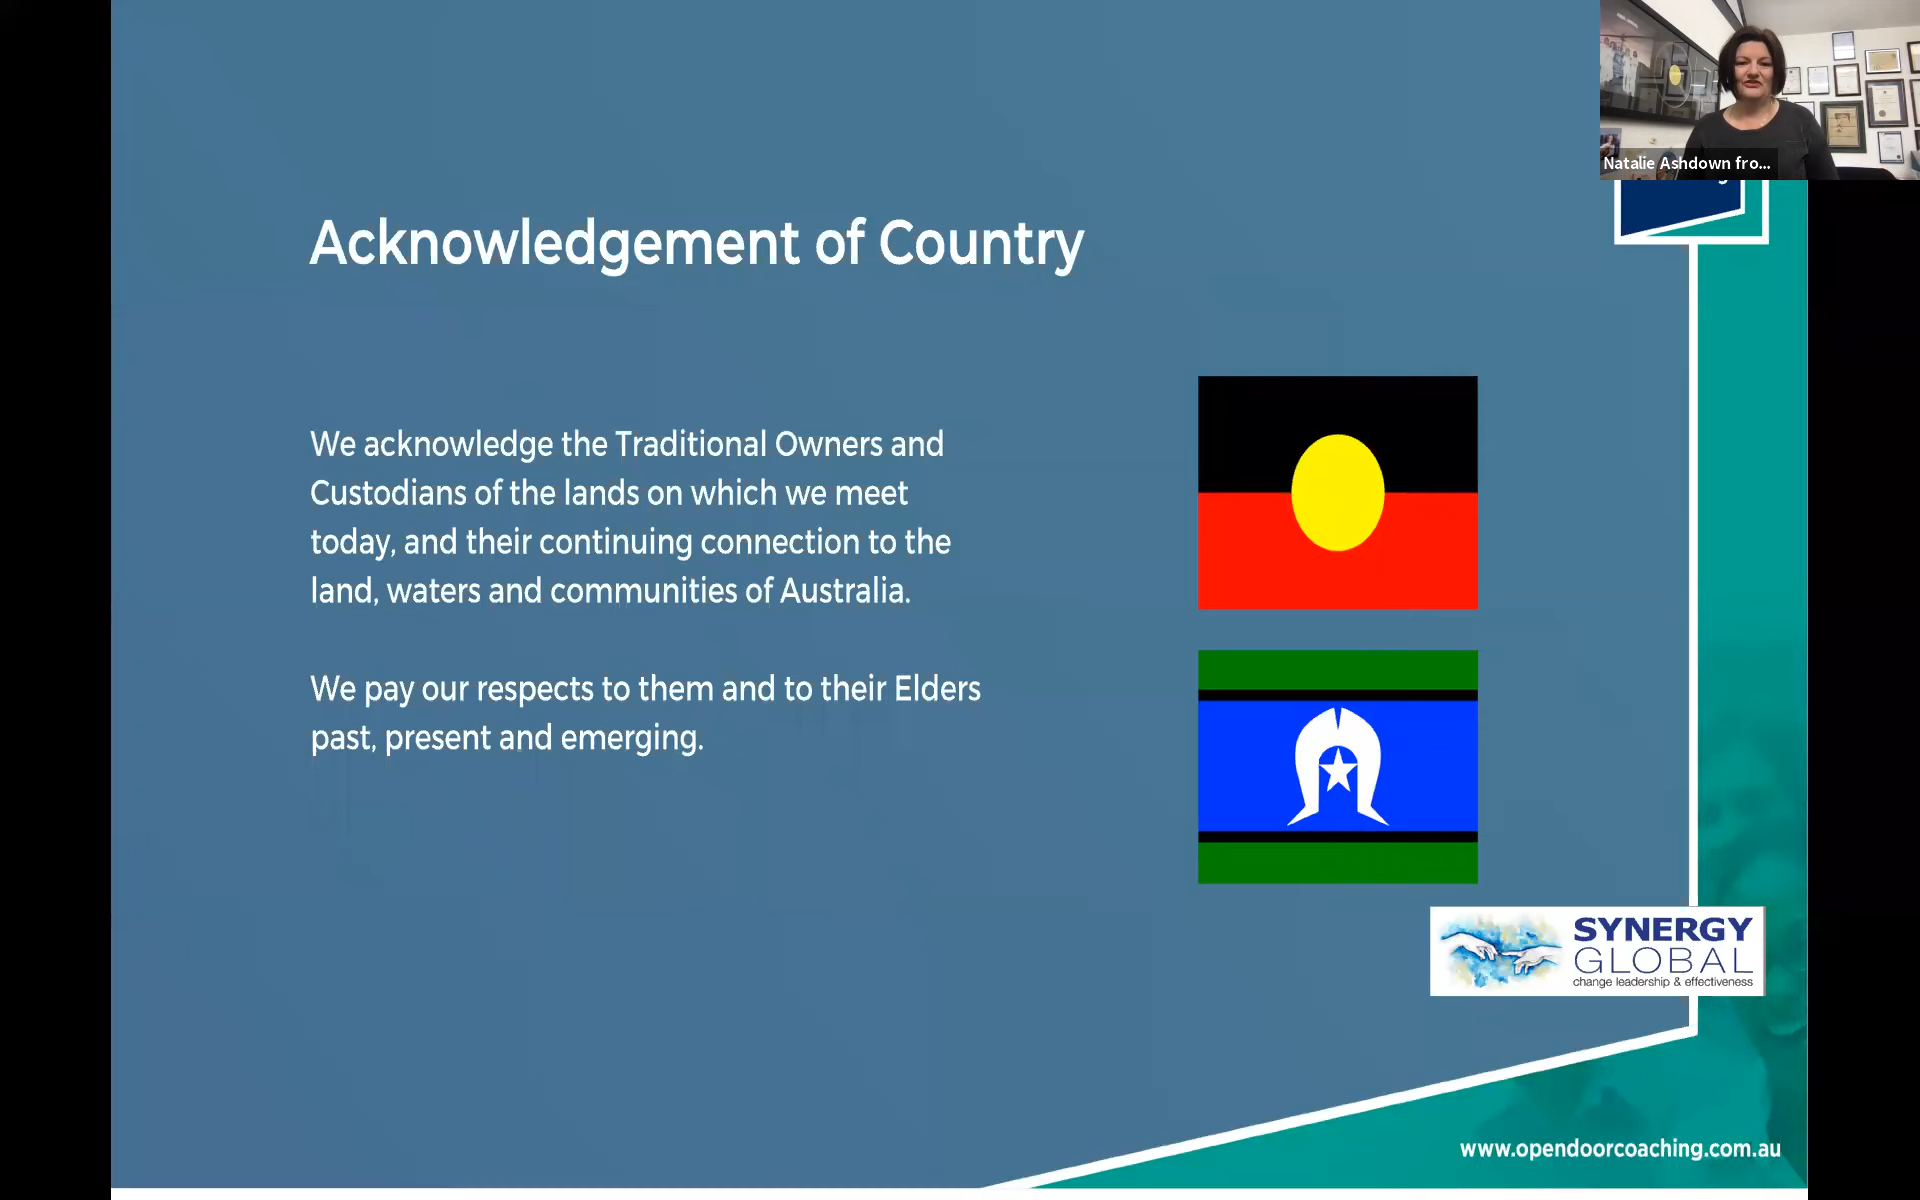 Natalie Ashdown fro...
Acknowledgement of Country
We acknowledge the Traditional Owners and
Custodians of the lands on which we meet
today, and their continuing connection to the
land, waters and communities of Australia.
We pay our respects to them and to their Elders
past, present and emerging.
SYNERGY
GLOBAL
change leadership & effectiveness
www.opendoorcoaching.com.au